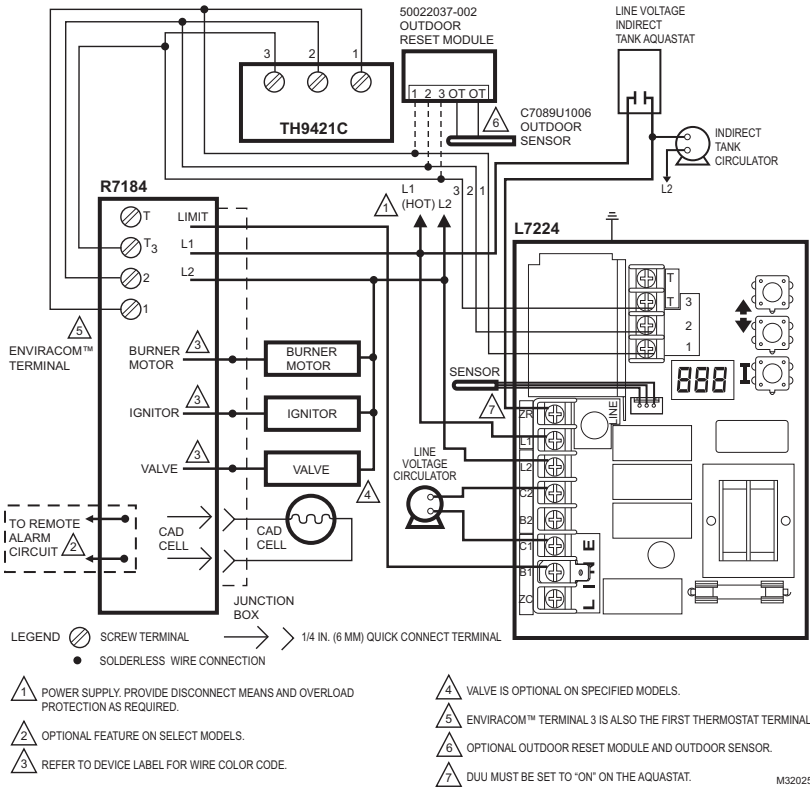 50022037-002
OUTDOOR
RESET MODULE
LINE VOLTAGE
INDIRECT
TANK AQUASTAT
3 2 1
TH9421C
1 2 3 OT OT
6
C7089U1006
OUTDOOR
SENSOR
INDIRECT
TANK
CIRCULATOR
L2
R7184
1
L1
(HOT)
L2
3 2 1
L7224
T
LIMIT
T3
L1
2
L2
1
5
ENVIRACOM™
TERMINAL
T
T
3
2
1
BURNER
MOTOR
3
BURNER
MOTOR
SENSOR
888
7
IGNITOR
3
IGNITOR
ZR
LINE
L1
VALVE
3
VALVE
4
LINE
VOLTAGE
CIRCULATOR
L2
C2
B2
C1
B1
ZC
LINE
TO REMOTE
ALARM
CIRCUIT
2
CAD
CELL
CAD
CELL
JUNCTION
BOX
LEGEND
SCREW TERMINAL
1/4 IN. (6 MM) QUICK CONNECT TERMINAL
SOLDERLESS WIRE CONNECTION
1 POWER SUPPLY. PROVIDE DISCONNECT MEANS AND OVERLOAD
PROTECTION AS REQUIRED.
2 OPTIONAL FEATURE ON SELECT MODELS.
3 REFER TO DEVICE LABEL FOR WIRE COLOR CODE.
4 VALVE IS OPTIONAL ON SPECIFIED MODELS.
5 ENVIRACOM™ TERMINAL 3 IS ALSO THE FIRST THERMOSTAT TERMINAL
6 OPTIONAL OUTDOOR RESET MODULE AND OUTDOOR SENSOR.
7 DUU MUST BE SET TO "ON" ON THE AQUASTAT.
M32025